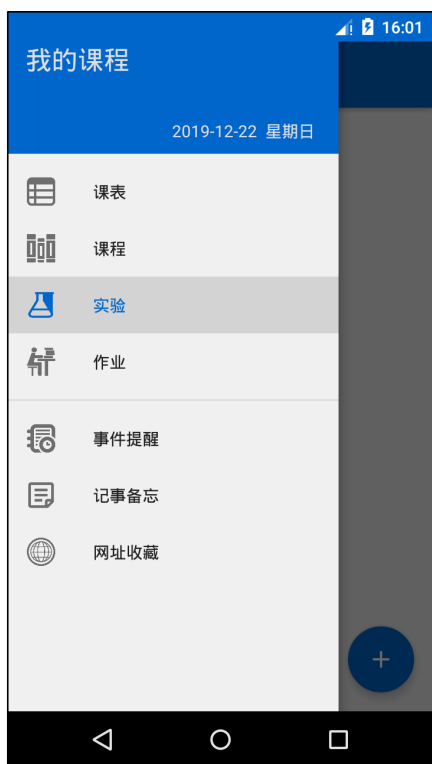 16:01
我的课程
2019-12-22 星期日
课表
课程
实验
作业
事件提醒
记事备忘
网址收藏